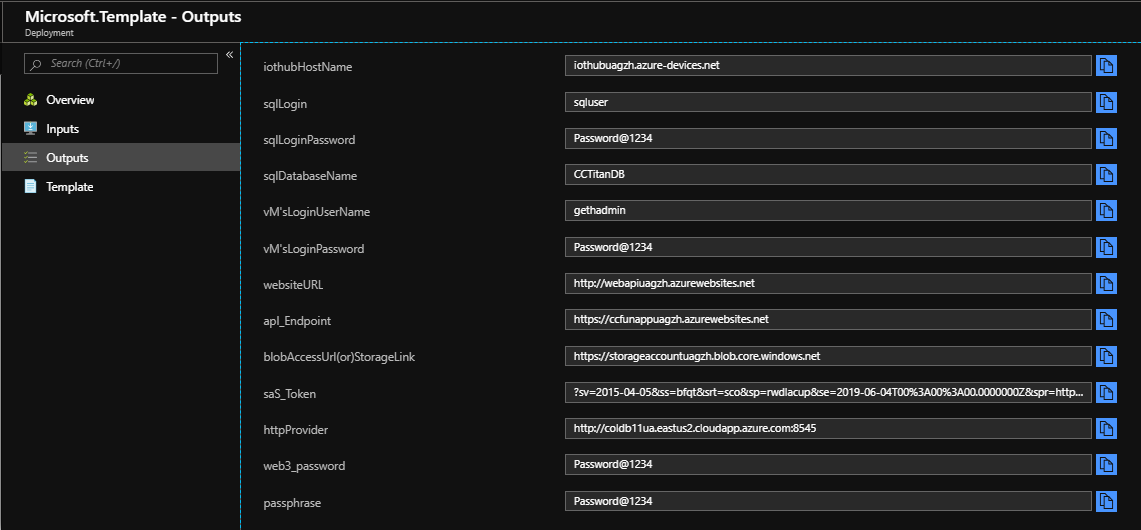 Microsoft.Template - Outputs
Deployment
Search (Ctrl+/)
«
Overview
Inputs
Outputs
Template
iothubHostName iothubuagzh.azure-devices.net
sqlLogin sqluser
sqlLoginPassword Password@1234
sqlDatabaseName CCTitanDB
vM'sLoginUserName gethadmin
vM'sLoginPassword Password@1234
websiteURL http://webapiuagzh.azurewebsites.net
apI_Endpoint https://ccfunappuagzh.azurewebsites.net
blobAccessUrl(or)StorageLink https://storageaccountuagzh.blob.core.windows.net
saS_Token ?sv=2015-04-05&ss=bfqt&srt=sco&sp=rwdlacup&se=2019-06-04T00%3A00%3A00.0000000Z&spr=http...
httpProvider http://coldb11ua.eastus2.cloudapp.azure.com:8545
web3_password Password@1234
passphrase Password@1234